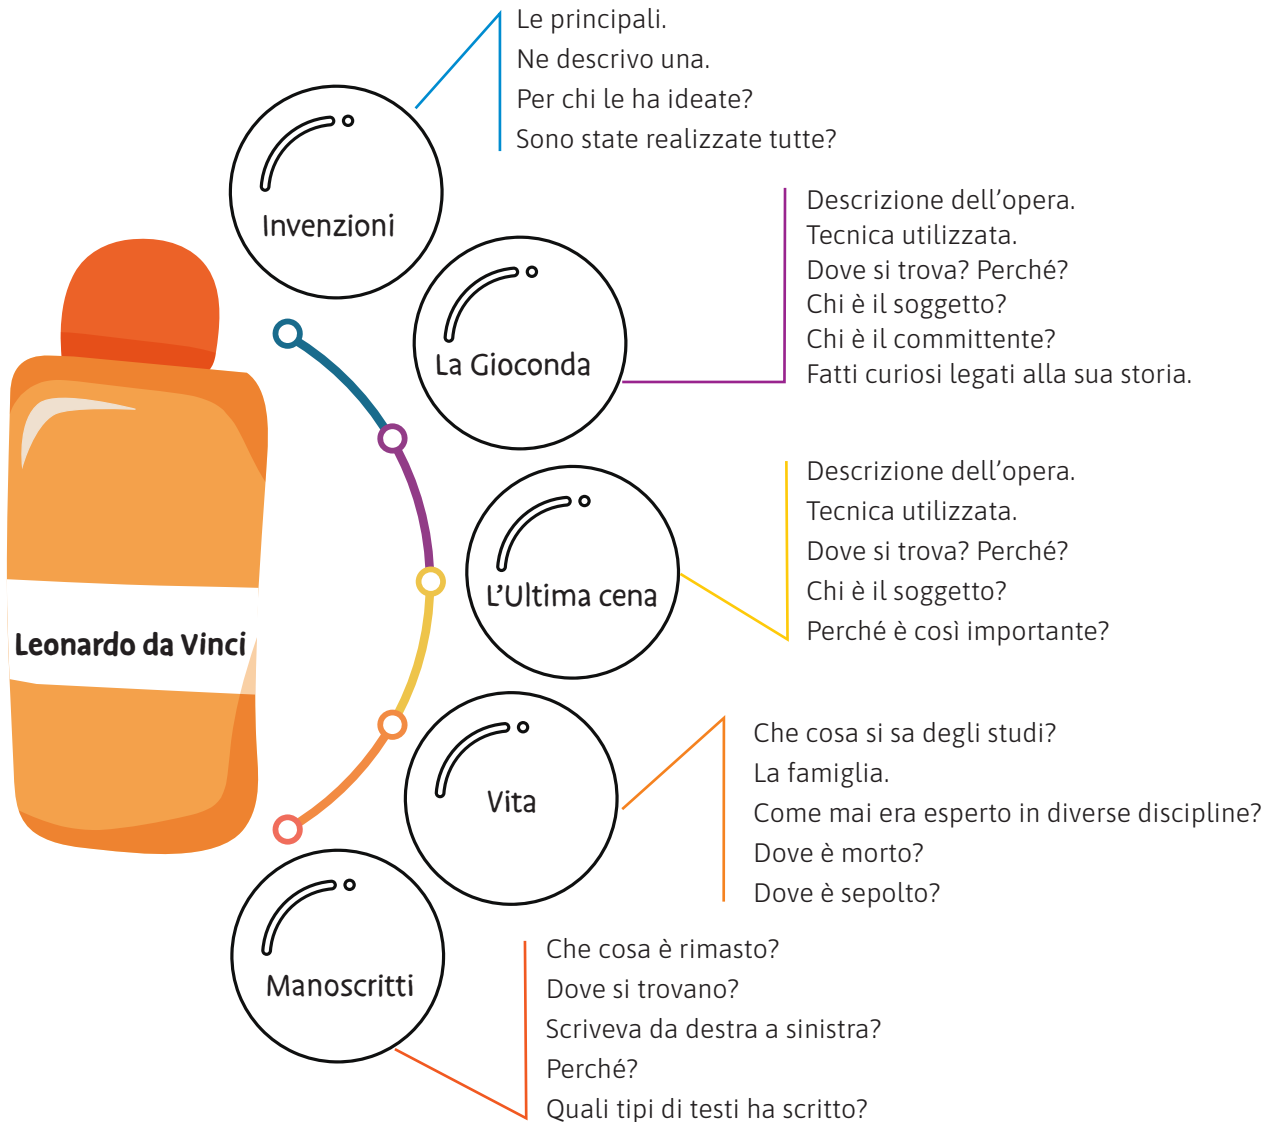 Le principali.
Ne descrivo una.
Per chi le ha ideate?
Sono state realizzate tutte?
Invenzioni
Descrizione dell’opera.
Tecnica utilizzata.
Dove si trova? Perché?
Chi è il soggetto?
Chi è il committente?
Fatti curiosi legati alla sua storia.
La Gioconda
Descrizione dell’opera.
Tecnica utilizzata.
Dove si trova? Perché?
Chi è il soggetto?
Perché è così importante?
L’Ultima cena
Leonardo da Vinci
Che cosa si sa degli studi?
La famiglia.
Come mai era esperto in diverse discipline?
Dove è morto?
Dove è sepolto?
Vita
Che cosa è rimasto?
Dove si trovano?
Scriveva da destra a sinistra?
Perché?
Quali tipi di testi ha scritto?
Manoscritti